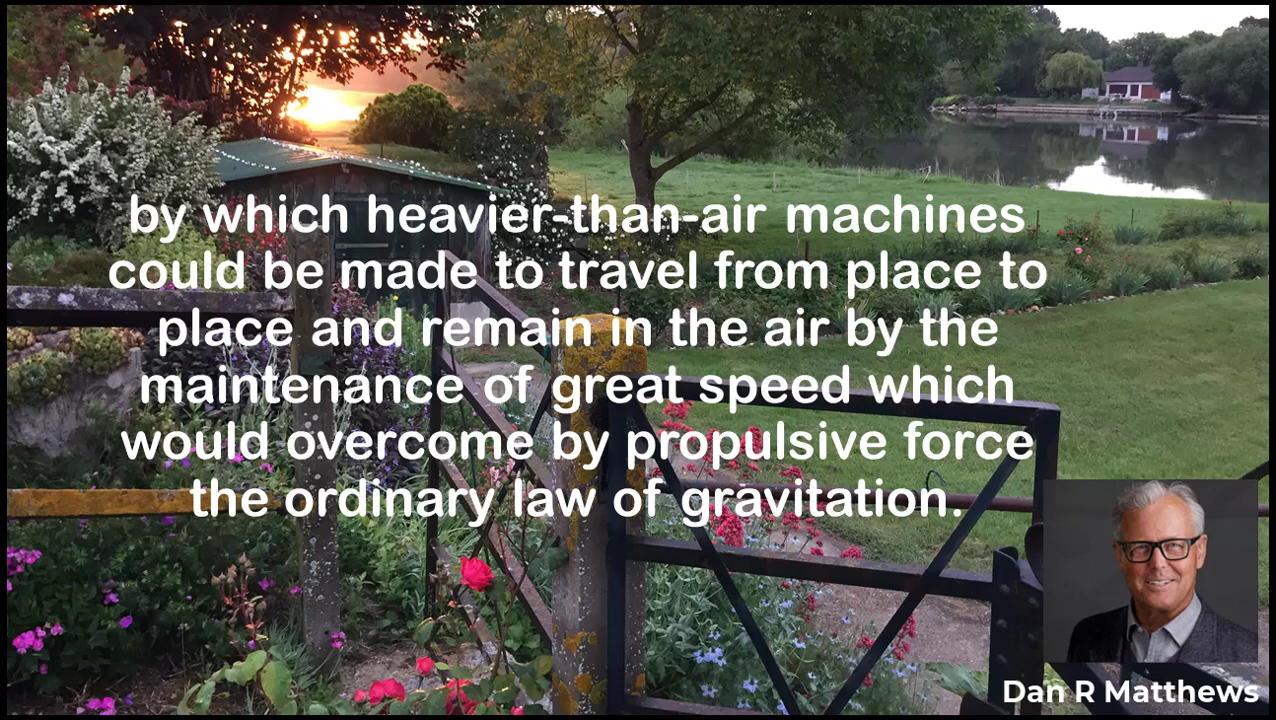 by which heavier-than-air machines
could be made to travel from place to
place and remain in the air by the
maintenance of great speed which
would overcome by propulsive force
the ordinary law of gravitation.
Dan R Matthews